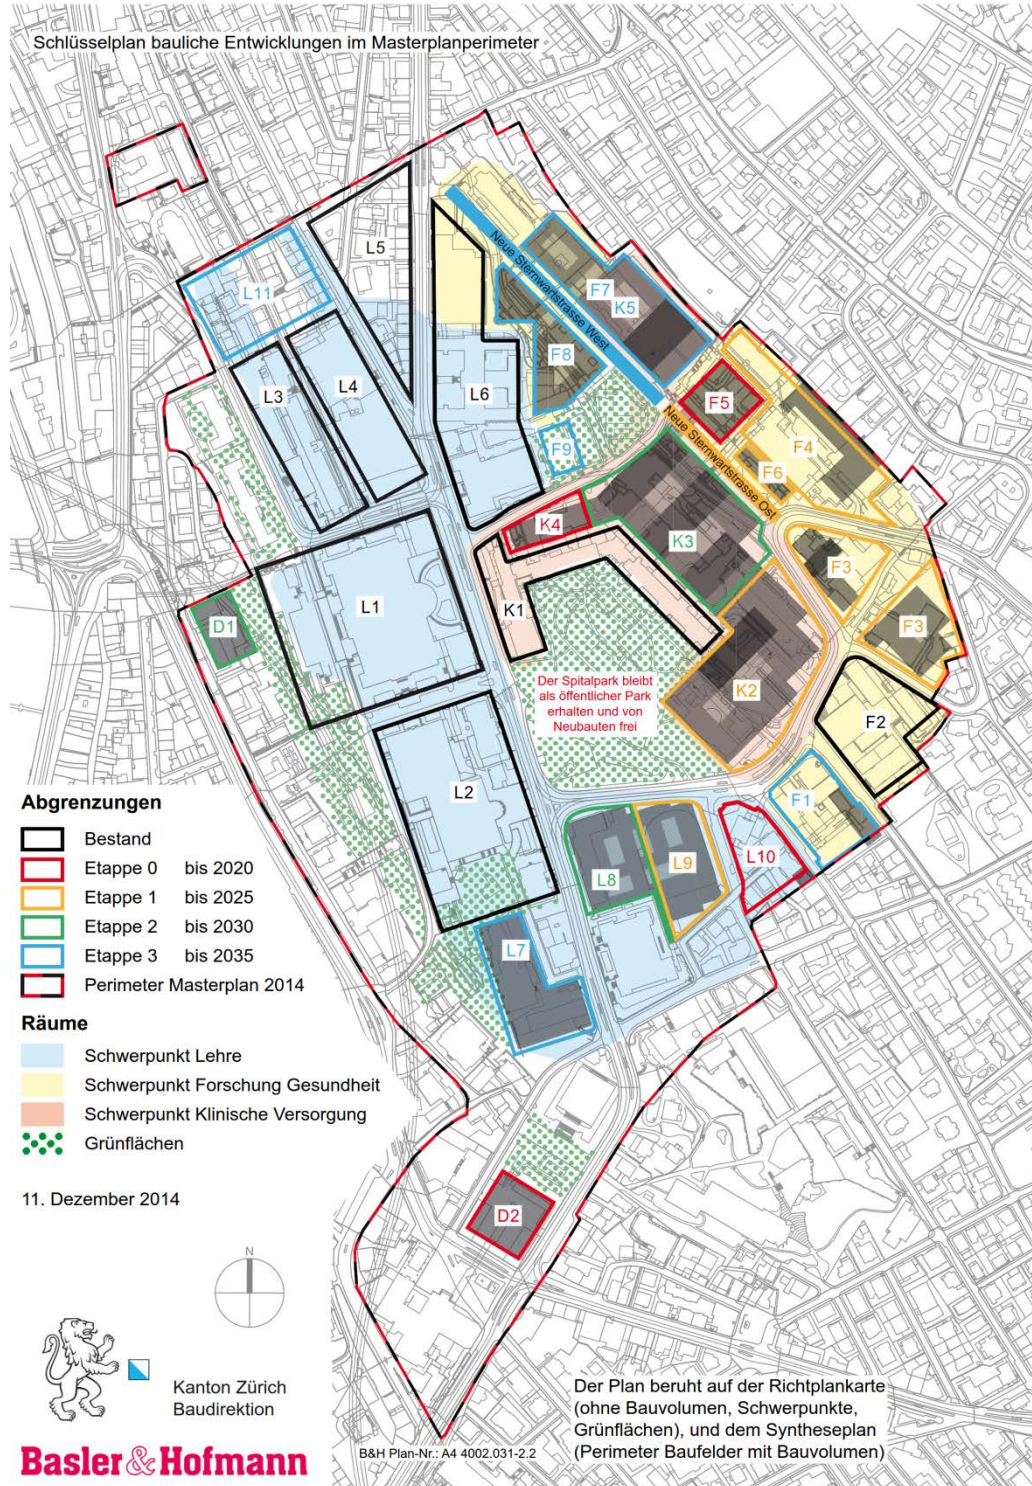 Schlüsselplan bauliche Entwicklungen im Masterplanperimeter
L5
L11
Neue Sternwartstrasse West
F7
K5
F8
L4
L3
L6
F5
F9
Neue Sternwartstrasse Ost
F4
F6
K4
K3
F3
L1
K1
D1
F3
Der Spitalpark bleibt
als öffentlicher Park
erhalten und von
Neubauten frei
K2
F2
L2
F1
L8
L9
L10
L7
D2
Abgrenzungen
Bestand
Etappe 0 bis 2020
Etappe 1 bis 2025
Etappe 2 bis 2030
Etappe 3 bis 2035
Perimeter Masterplan 2014
Räume
Schwerpunkt Lehre
Schwerpunkt Forschung Gesundheit
Schwerpunkt Klinische Versorgung
Grünflächen
11. Dezember 2014
N
Kanton Zürich
Baudirektion
Basler & Hofmann
B&H Plan-Nr.: A4 4002.031-2.2
Der Plan beruht auf der Richtplankarte
(ohne Bauvolumen, Schwerpunkte,
Grünflächen), und dem Syntheseplan
(Perimeter Baufelder mit Bauvolumen)